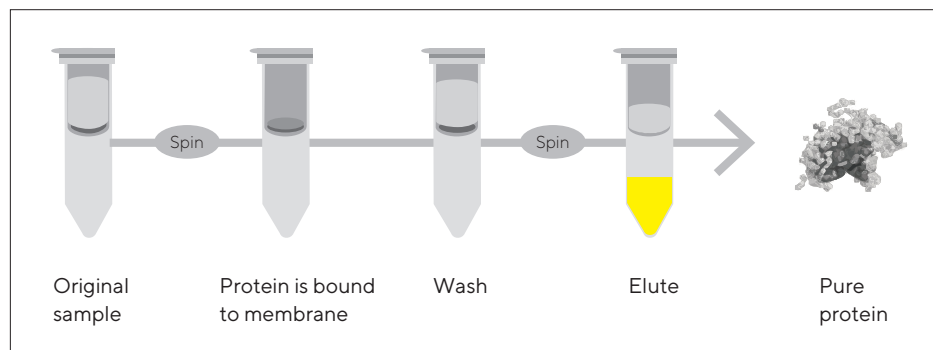 Spin
Spin
Original
sample
Protein is bound
to membrane
Wash
Elute
Pure
protein